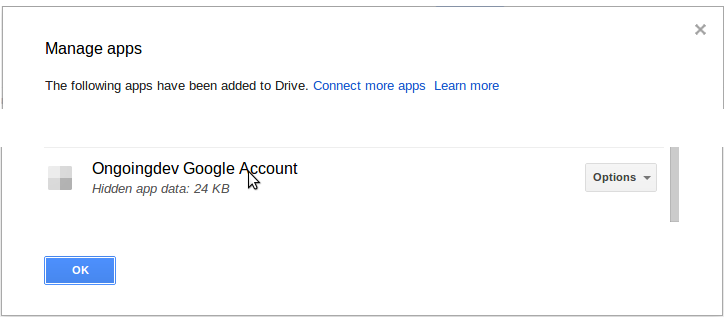 Manage apps
The following apps have been added to Drive. Connect more apps Learn more
Ongoingdev Google Account
Hidden app data: 24 KB
Options
OK